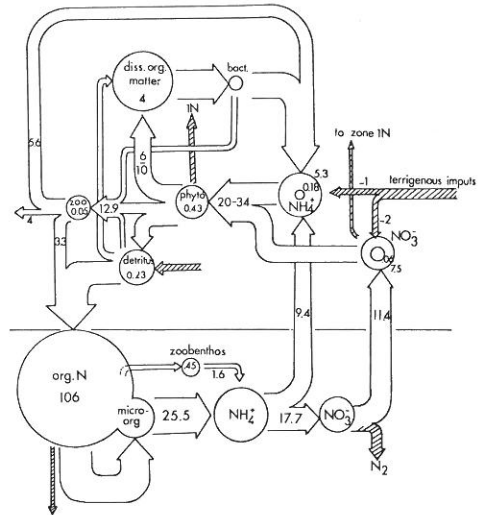 diss. org.
matter
4
bact.
1N
to zone 1N
5.6
6
10
5.3
0.18
NH₄⁺
-1
terrigenous imputs
-2
zoo
0.05
12.9
phyto
0.43
20-34
NO₃⁻
7.5
4
33
detritus
0.23
org. N
106
zoobenthos
.45
1.6
9.4
11.4
micro-
org
25.5
NH₄⁺
17.7
NO₃⁻
N₂